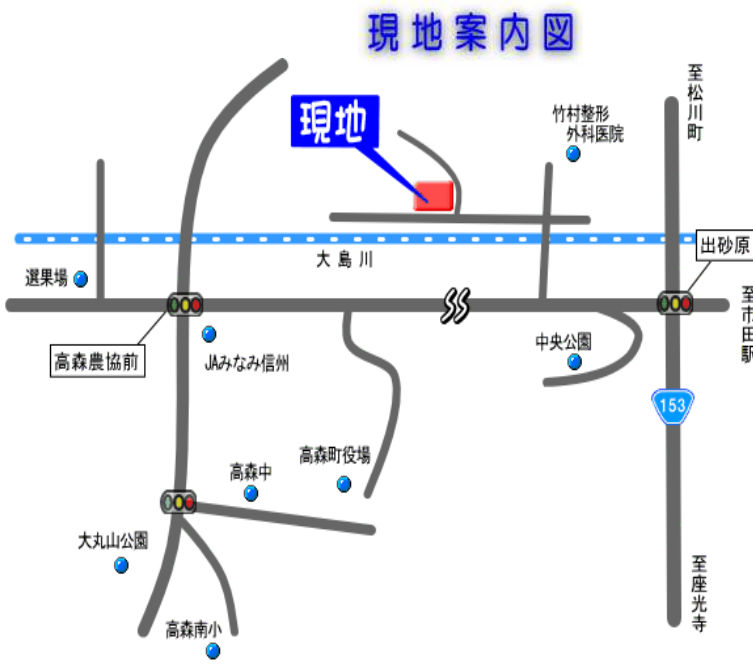 現地案内図
至松川町
現地
竹村整形
外科医院
出砂原
大島川
選果場
至市田駅
高森農協前
JAみなみ信州
中央公園
153
高森町役場
高森中
大丸山公園
至座光寺
高森南小